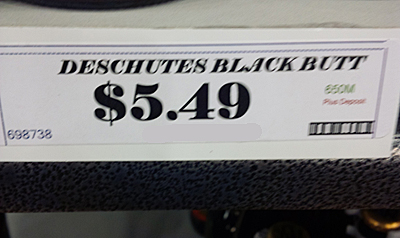 DESCHUTES BLACK BUTT
$5.49
650M
Plus Deposit
698738